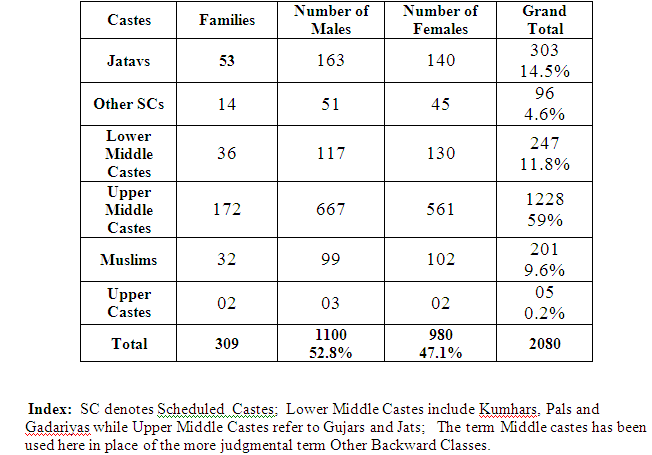 Castes Families Number of Males Number of Females Grand Total
Jatavs 53 163 140 303 14.5%
Other SCs 14 51 45 96 4.6%
Lower Middle Castes 36 117 130 247 11.8%
Upper Middle Castes 172 667 561 1228 59%
Muslims 32 99 102 201 9.6%
Upper Castes 02 03 02 05 0.2%
Total 309 1100 52.8% 980 47.1% 2080
Index: SC denotes Scheduled Castes; Lower Middle Castes include Kumhars, Pals and
Gadariyas while Upper Middle Castes refer to Gujars and Jats; The term Middle castes has been
used here in place of the more judgmental term Other Backward Classes.